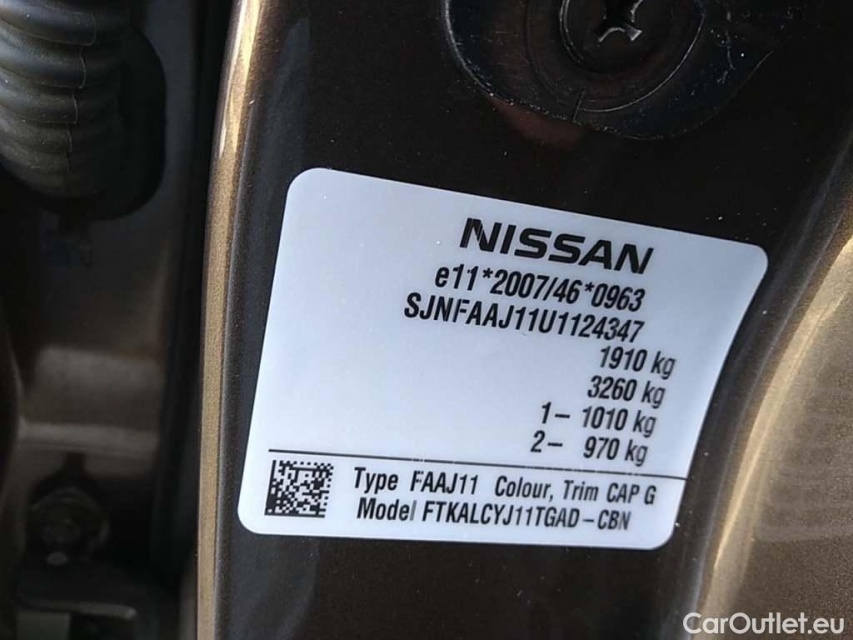 NISSAN
e11*2007/46*0963
SJNFAAJ11U1124347
1910 kg
3260 kg
1- 1010 kg
2- 970 kg
Type FAAJ11 Colour, Trim CAP G
Model FTKALCYJ11TGAD-CBN
CarOutlet.eu